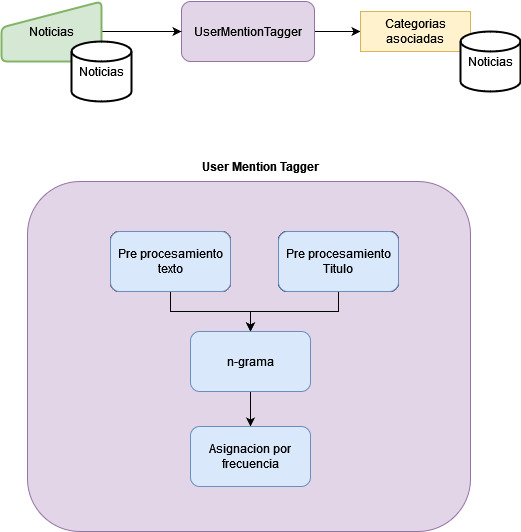 Noticias
UserMentionTagger
Categorias
asociadas
Noticias
Noticias
User Mention Tagger
Pre procesamiento
texto
Pre procesamiento
Titulo
n-grama
Asignacion por
frecuencia